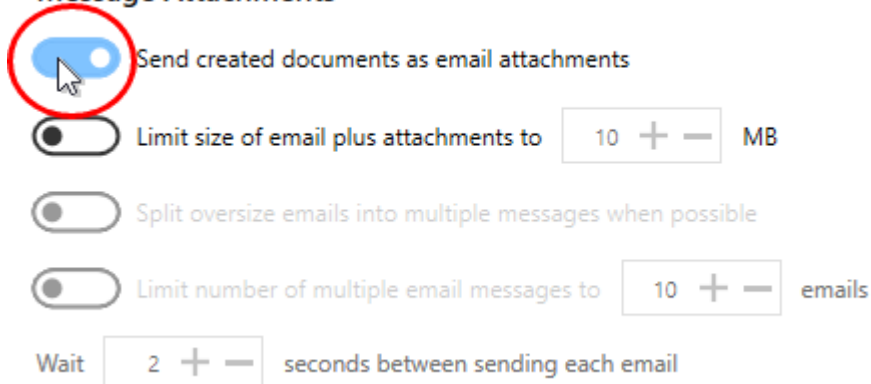 Message Attachments
Send created documents as email attachments
Limit size of email plus attachments to 10 MB
Split oversize emails into multiple messages when possible
Limit number of multiple email messages to 10 emails
Wait 2 seconds between sending each email